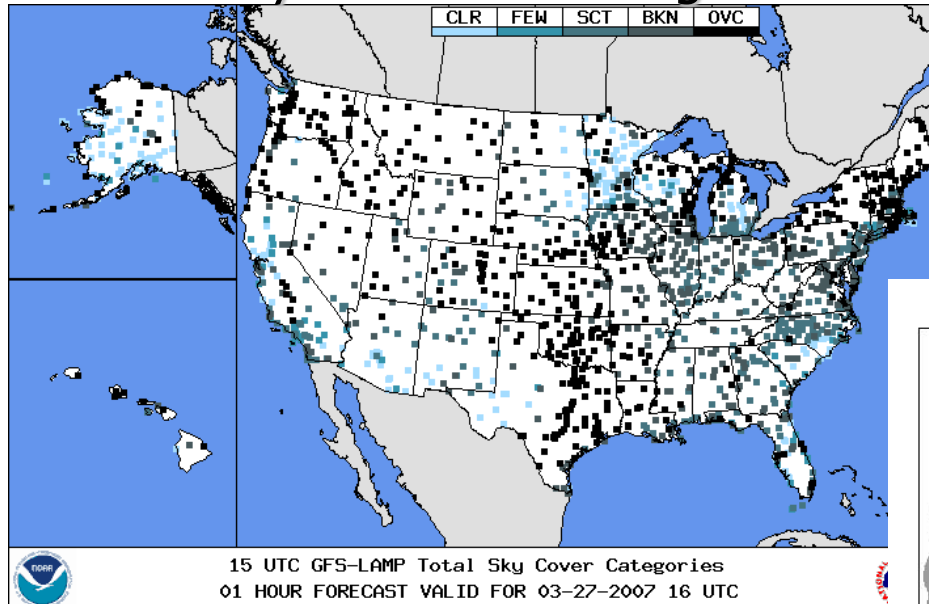 CLR FEW SCT BKN OVC
NOAA
15 UTC GFS-LAMP Total Sky Cover Categories
01 HOUR FORECAST VALID FOR 03-27-2007 16 UTC